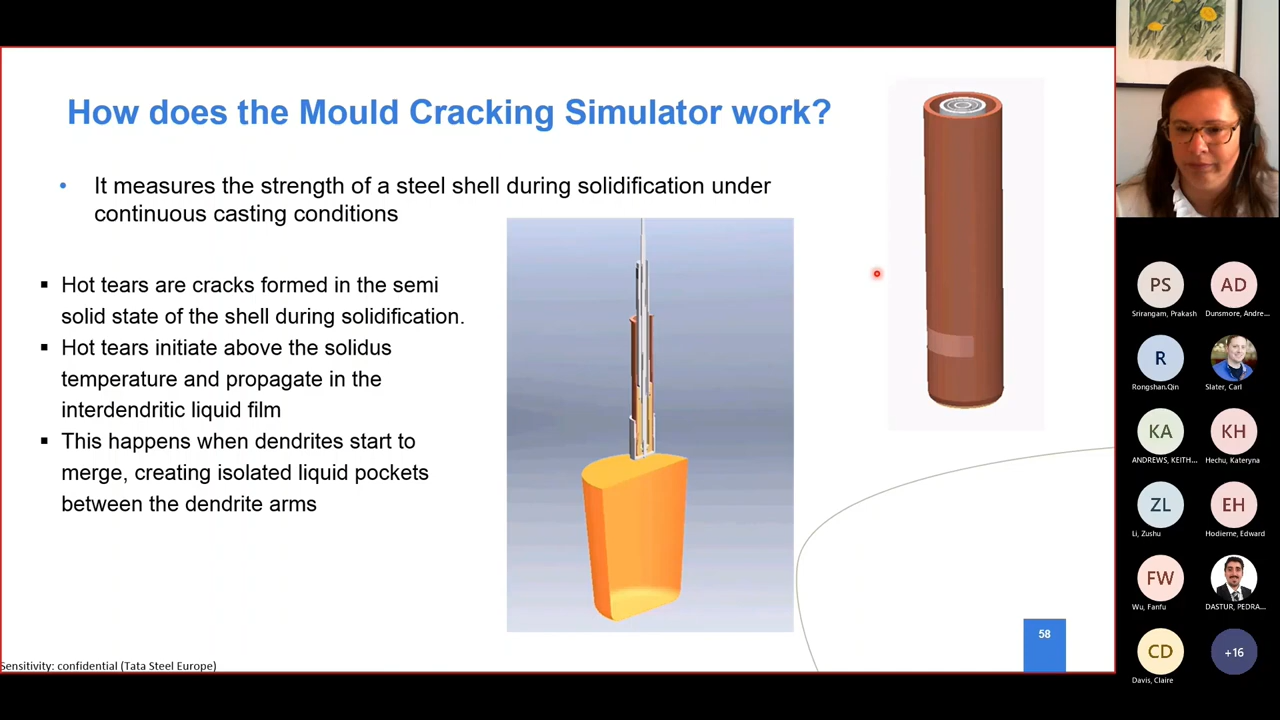 How does the Mould Cracking Simulator work?
• It measures the strength of a steel shell during solidification under
continuous casting conditions
▪ Hot tears are cracks formed in the semi
solid state of the shell during solidification.
▪ Hot tears initiate above the solidus
temperature and propagate in the
interdendritic liquid film
▪ This happens when dendrites start to
merge, creating isolated liquid pockets
between the dendrite arms
58
Sensitivity: confidential (Tata Steel Europe)
PS
AD
Srirangam, Prakash
Dunsmore, Andre...
R
Rongshan.Qin
Slater, Carl
KA
KH
ANDREWS, KEITH...
Hechu, Kateryna
ZL
EH
Li, Zushu
Hodierne, Edward
FW
Wu, Fanfu
DASTUR, PEDRA...
CD
+16
Davis, Claire